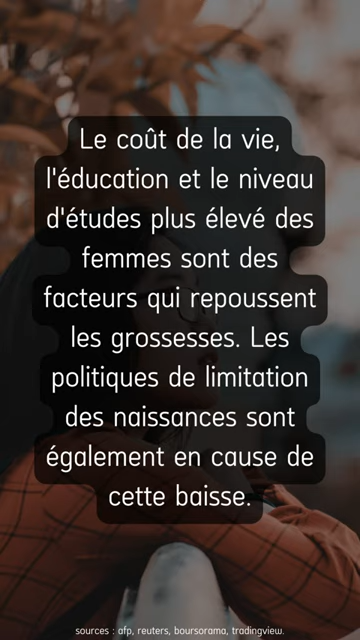 Le coût de la vie,
l'éducation et le niveau
d'études plus élevé des
femmes sont des
facteurs qui repoussent
les grossesses. Les
politiques de limitation
des naissances sont
également en cause de
cette baisse.
sources : afp, reuters, boursorama, tradingview.